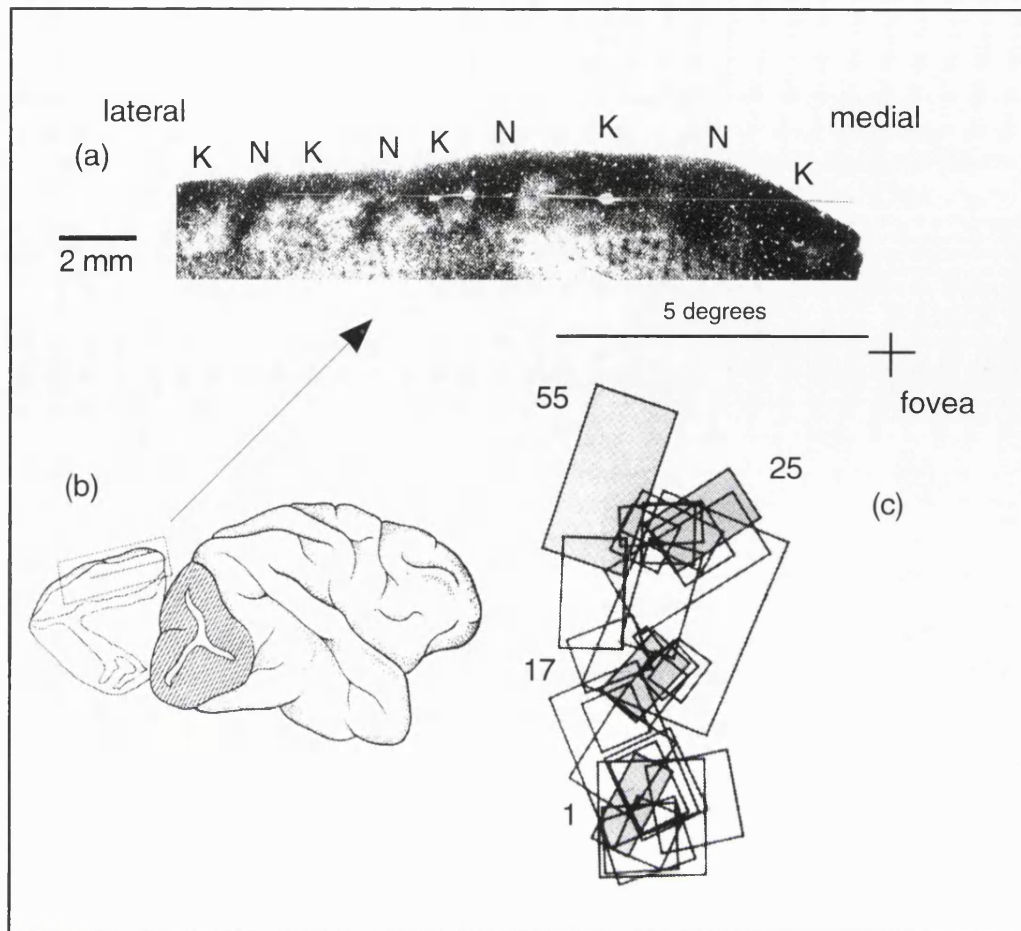 lateral
medial
(a)
K N K N K N K N K
2 mm
5 degrees
fovea
55
25
(b)
(c)
17
1